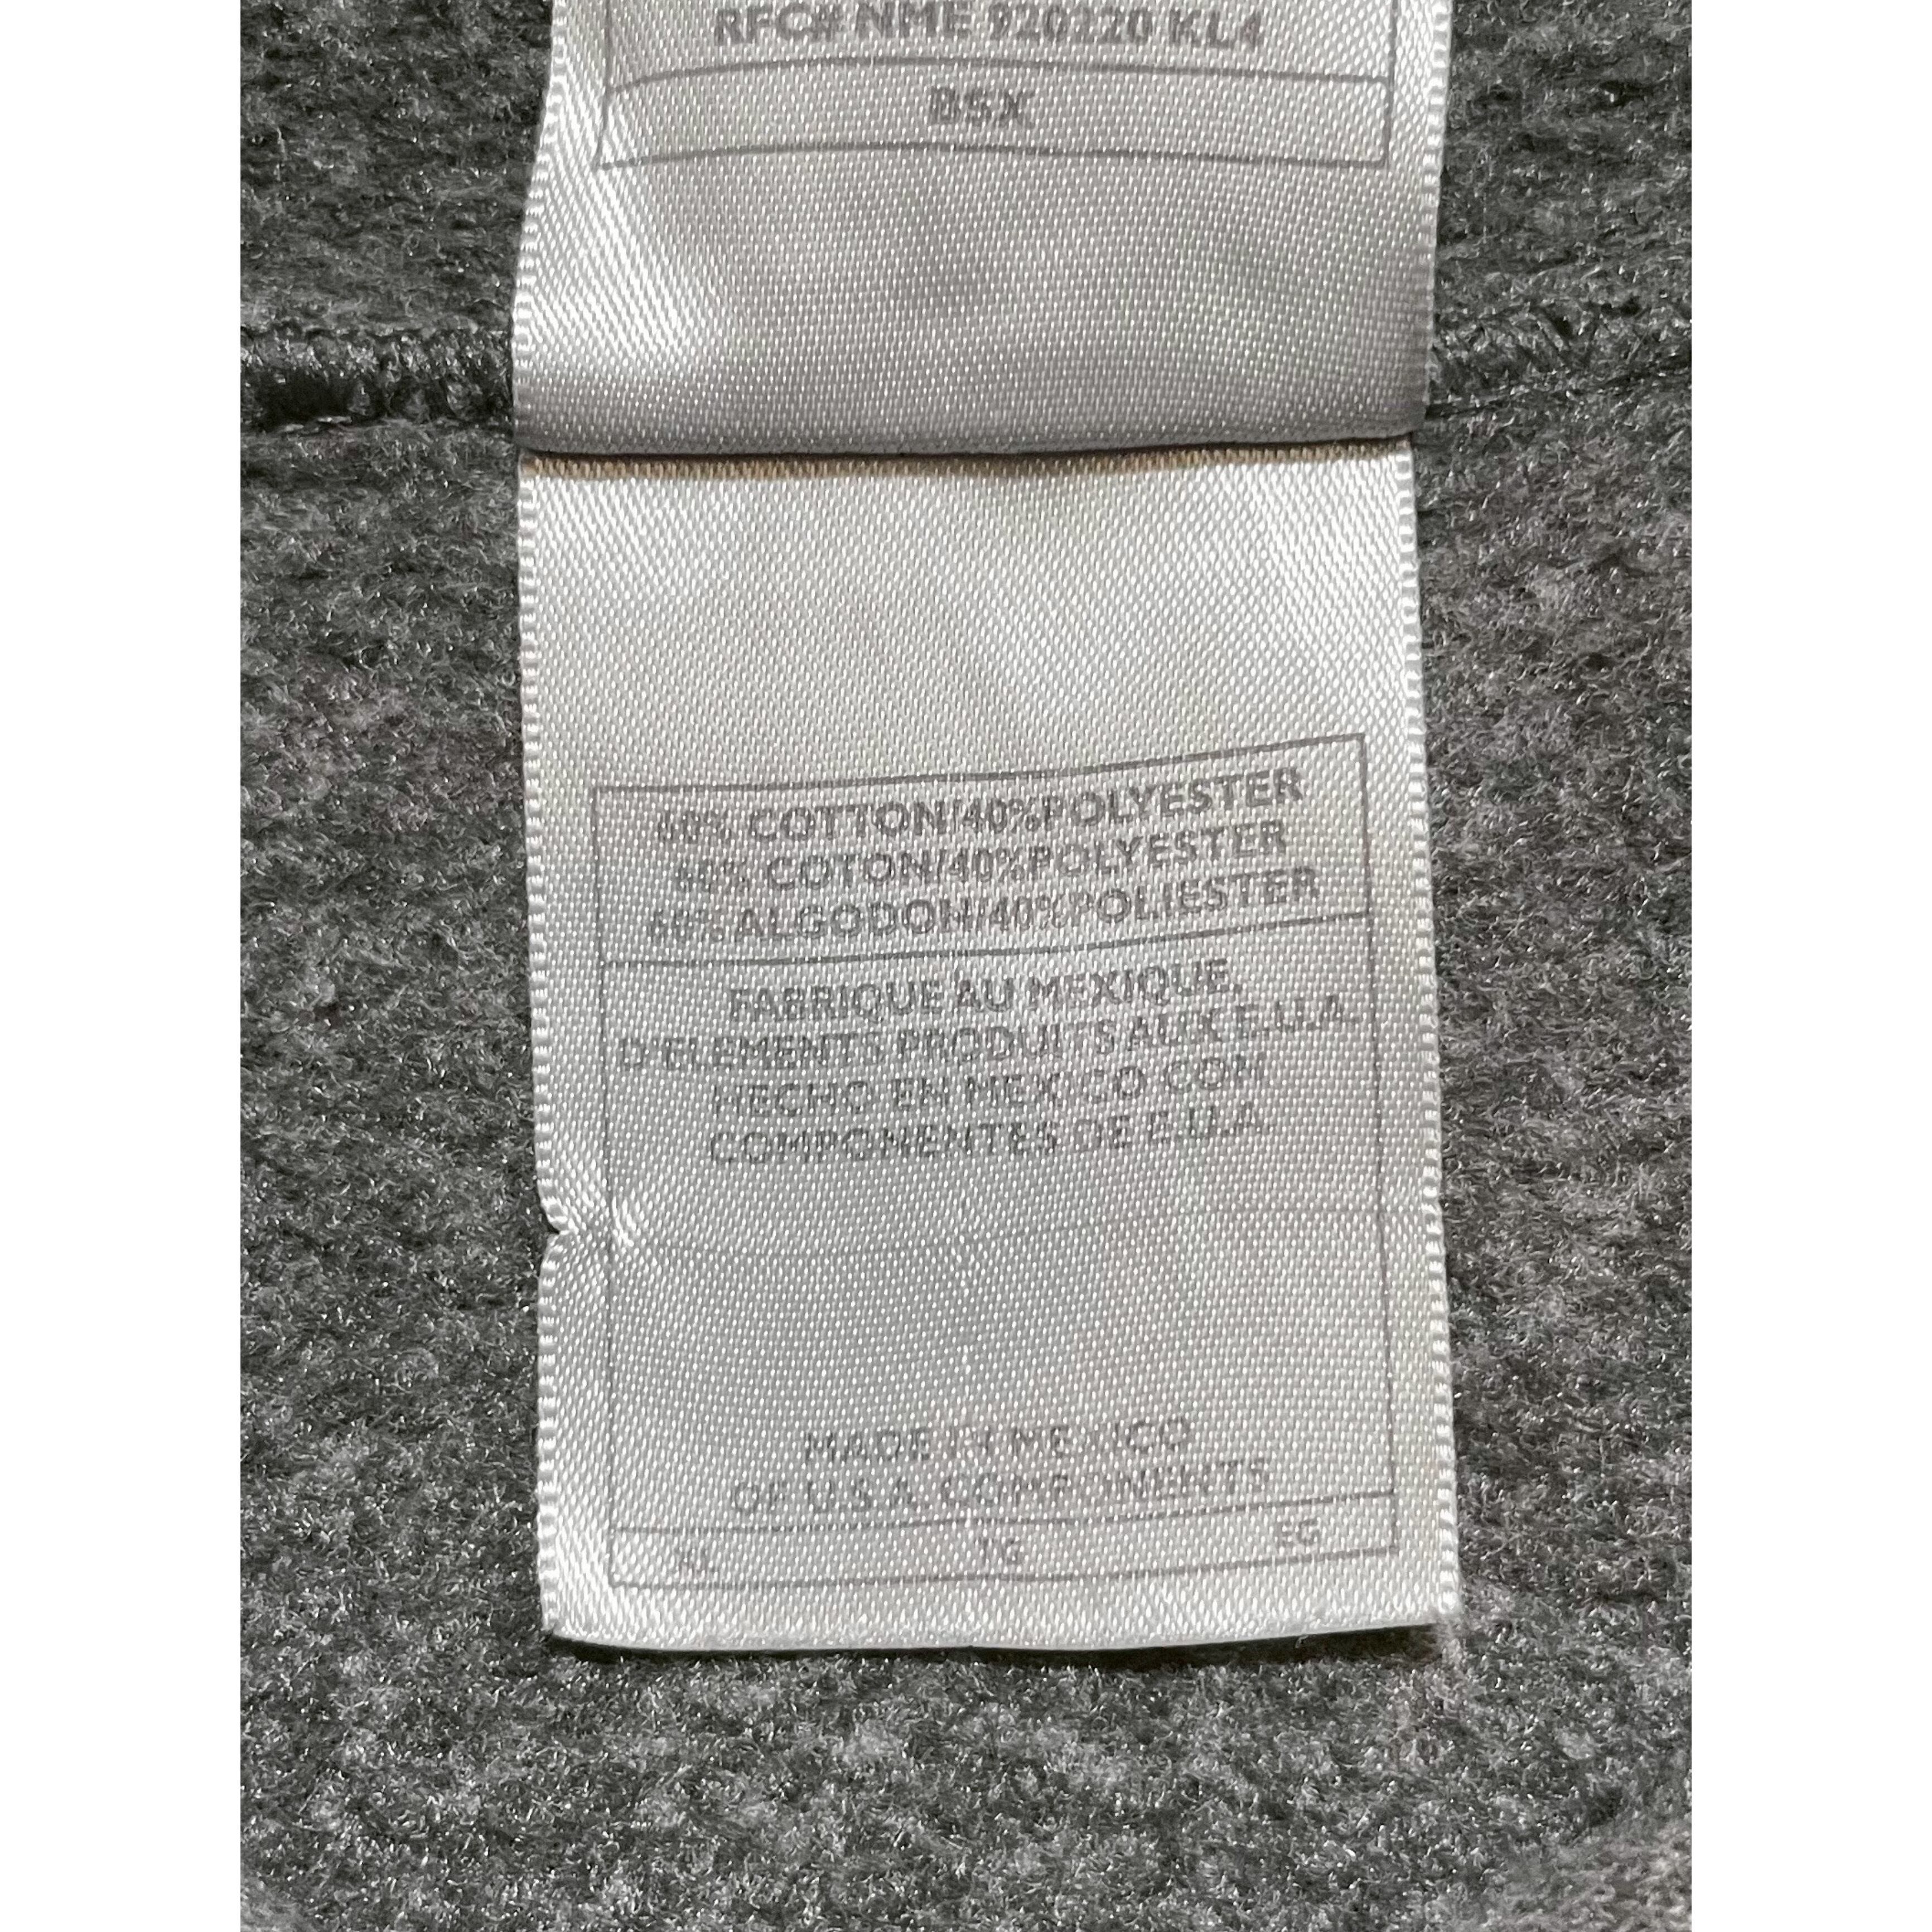 RFC# NME 920220 KL4
BSX
60% COTTON/40%POLYESTER
60% COTON/40%POLYESTER
60% ALGODON/40%POLIESTER
FABRIQUE AU MEXIQUE,
D'ELEMENTS PRODUITS AUX E.U.A.
HECHO EN MEXICO CON
COMPONENTES DE E.U.A.
MADE IN MEXICO
OF U.S.A. COMPONENTS
XL TG EG